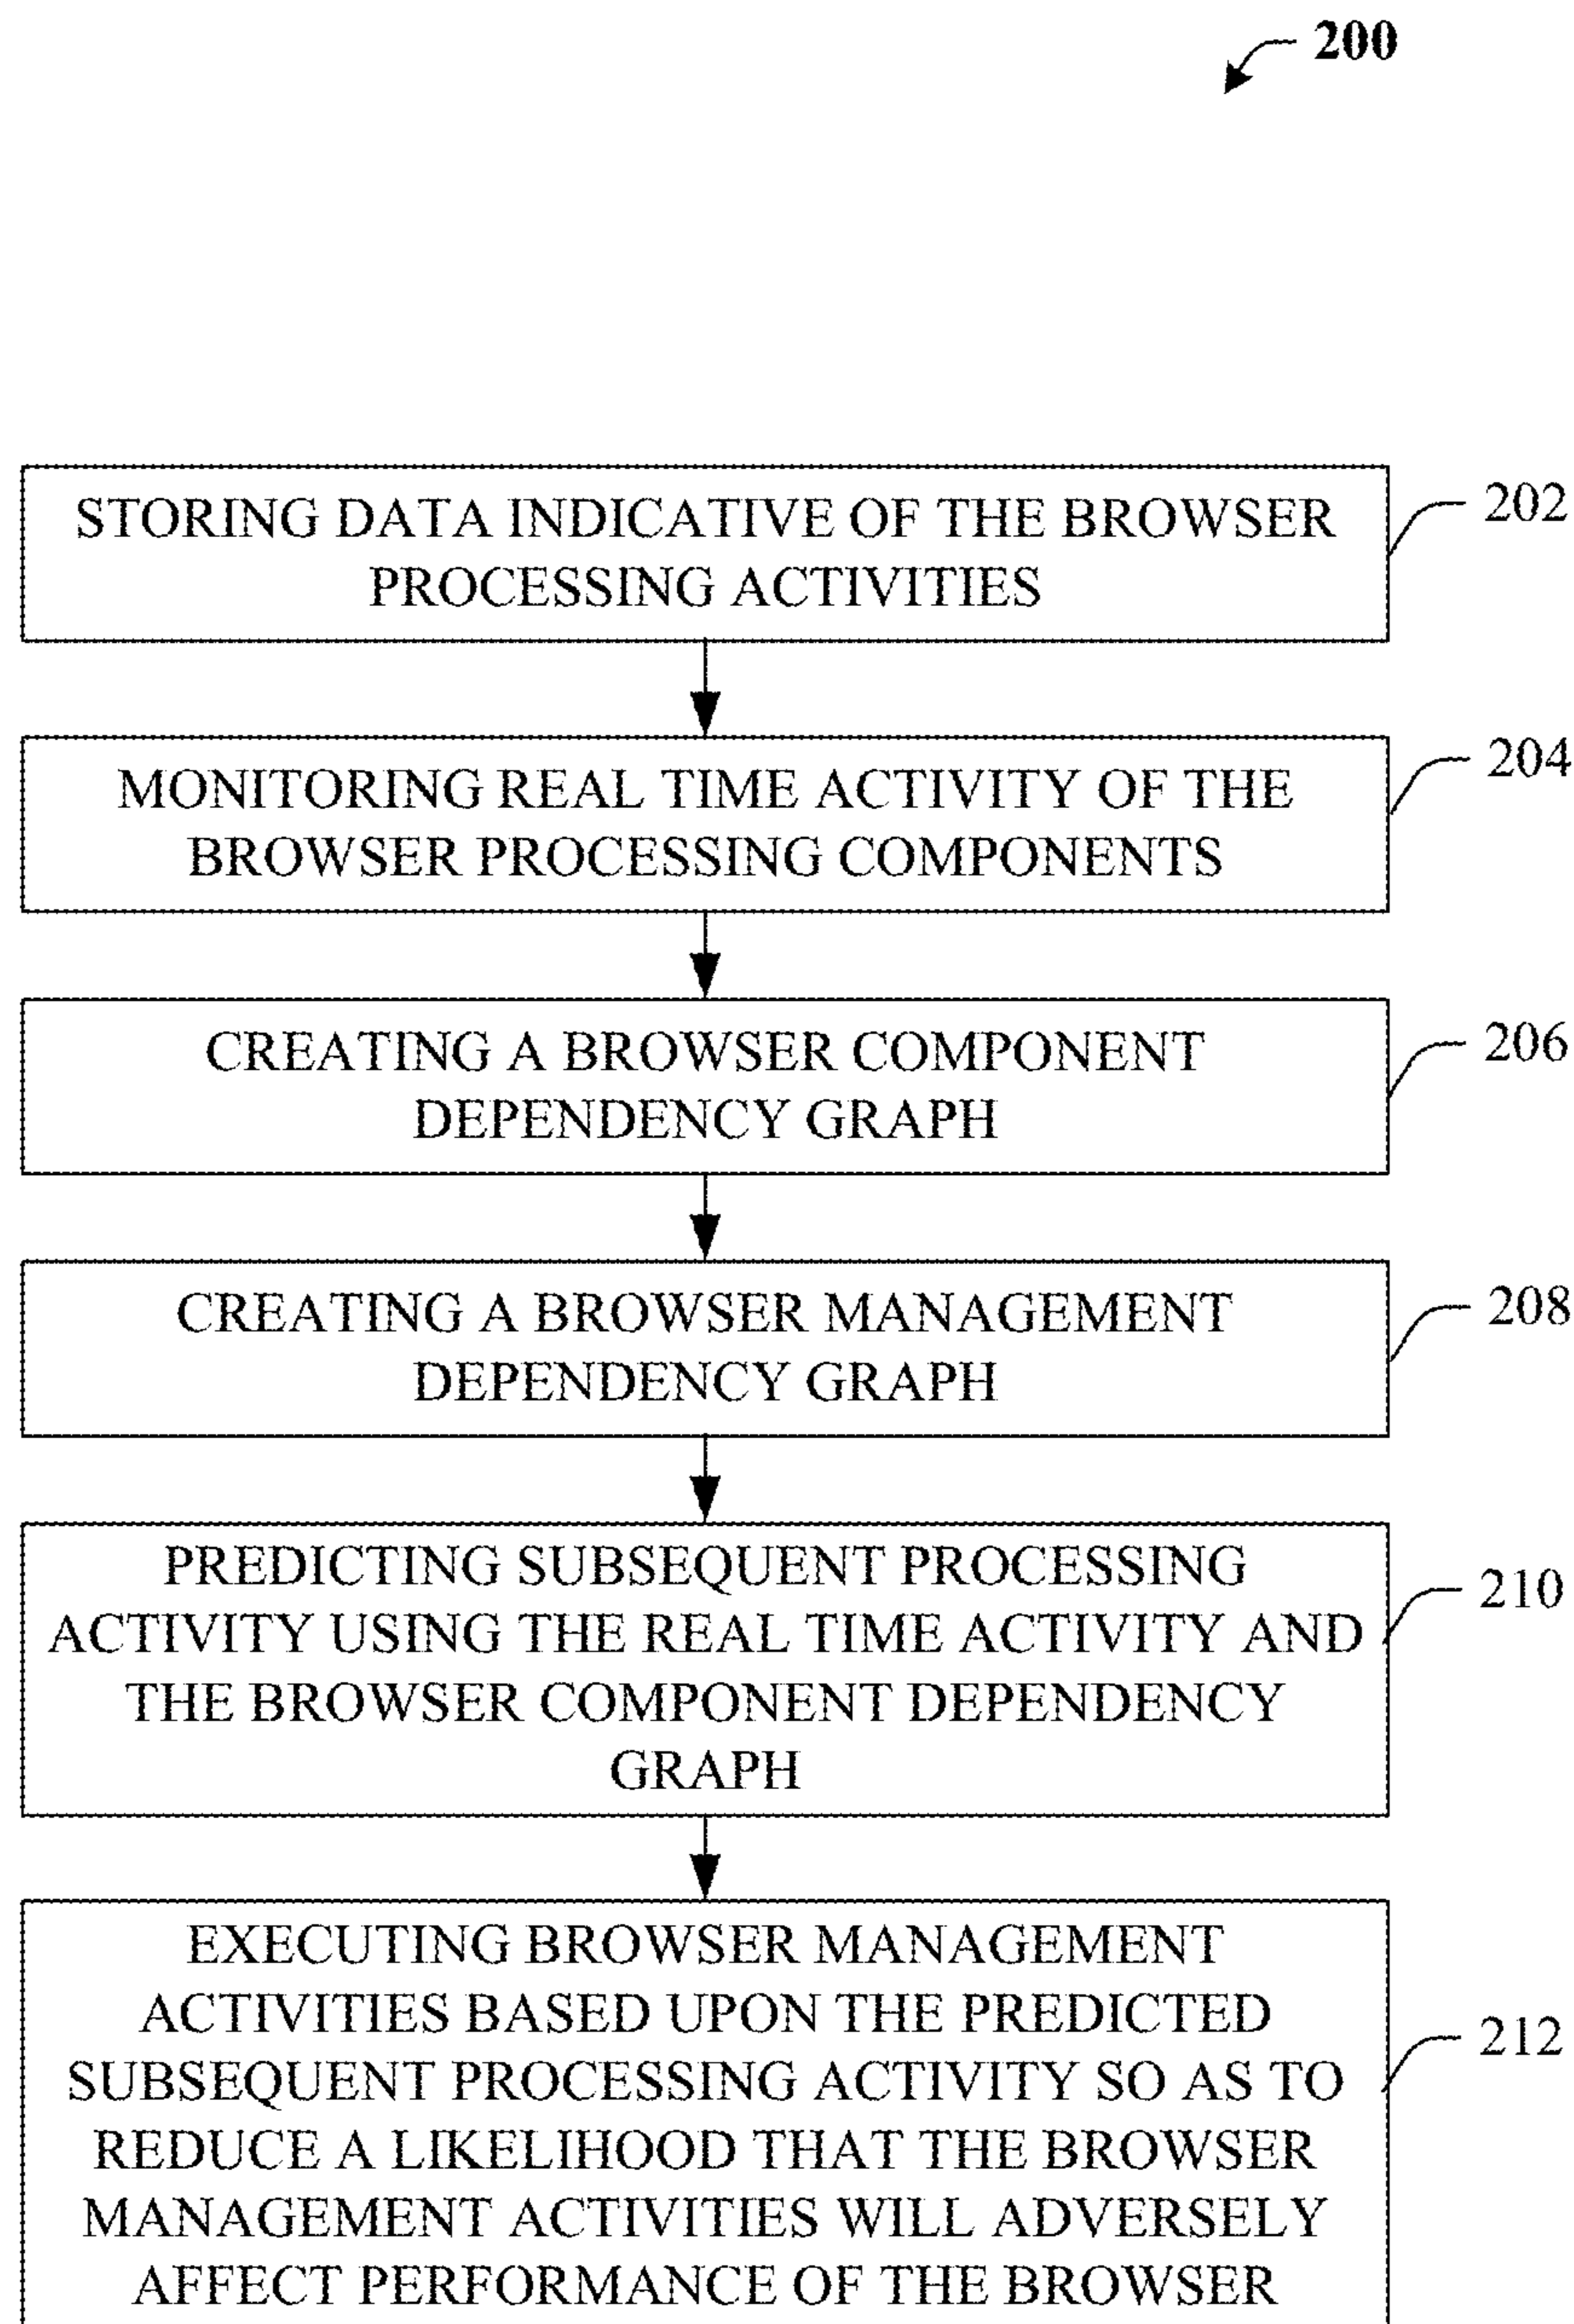 200
STORING DATA INDICATIVE OF THE BROWSER
PROCESSING ACTIVITIES
202
MONITORING REAL TIME ACTIVITY OF THE
BROWSER PROCESSING COMPONENTS
204
CREATING A BROWSER COMPONENT
DEPENDENCY GRAPH
206
CREATING A BROWSER MANAGEMENT
DEPENDENCY GRAPH
208
PREDICTING SUBSEQUENT PROCESSING
ACTIVITY USING THE REAL TIME ACTIVITY AND
THE BROWSER COMPONENT DEPENDENCY
GRAPH
210
EXECUTING BROWSER MANAGEMENT
ACTIVITIES BASED UPON THE PREDICTED
SUBSEQUENT PROCESSING ACTIVITY SO AS TO
REDUCE A LIKELIHOOD THAT THE BROWSER
MANAGEMENT ACTIVITIES WILL ADVERSELY
AFFECT PERFORMANCE OF THE BROWSER
212